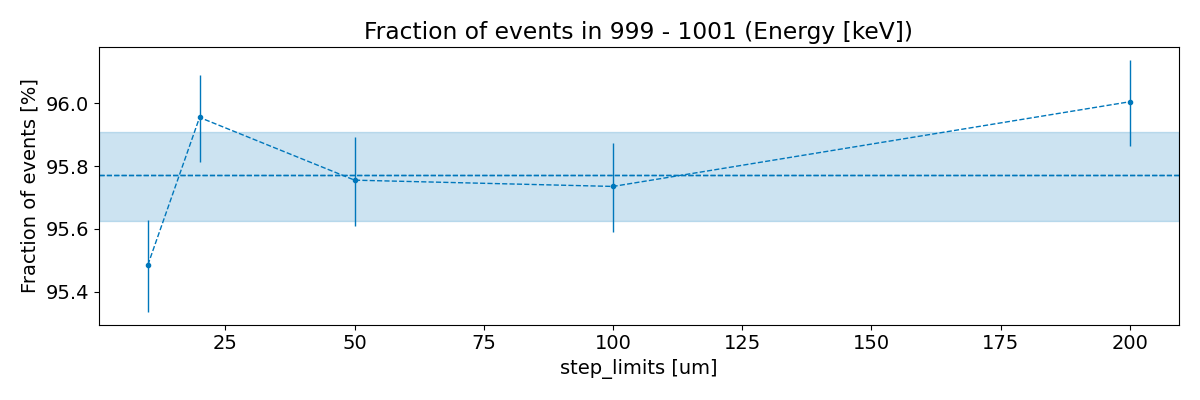 Fraction of events in 999 - 1001 (Energy [keV])
Fraction of events [%]
96.0
95.8
95.6
95.4
25 50 75 100 125 150 175 200
step_limits [um]